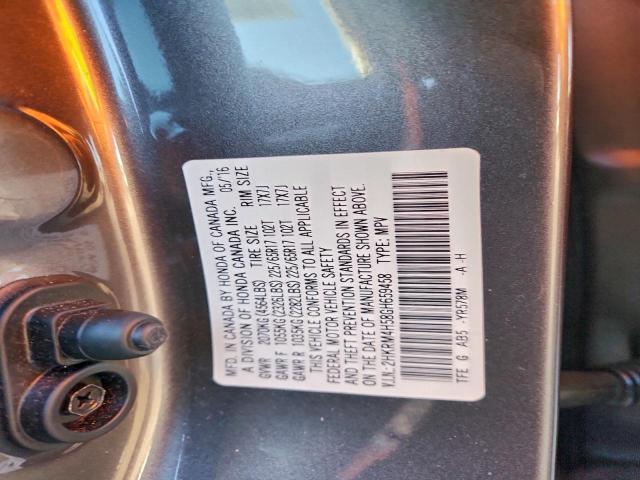 MFD. IN CANADA BY HONDA OF CANADA MFG.,
A DIVISION OF HONDA CANADA INC. 05/'16
GVWR 2070KG(4564LBS) TIRE SIZE RIM SIZE
GAWR F 1055KG(2326LBS)225/65R17 102T 17X7J
GAWR R 1035KG(2282LBS)225/65R17 102T 17X7J
THIS VEHICLE CONFORMS TO ALL APPLICABLE
FEDERAL MOTOR VEHICLE SAFETY
AND THEFT PREVENTION STANDARDS IN EFFECT
ON THE DATE OF MANUFACTURE SHOWN ABOVE.
V.I.N.: 2HKRM4H58GH659458 TYPE: MPV
TFE G AB5 -YR578M -A -H